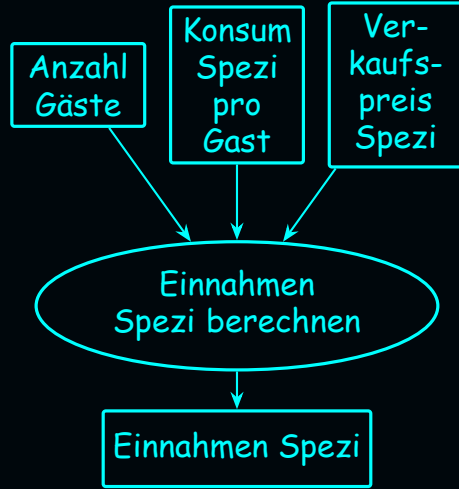 Anzahl
Gäste
Konsum
Spezi
pro
Gast
Ver-
kaufs-
preis
Spezi
Einnahmen
Spezi berechnen
Einnahmen Spezi